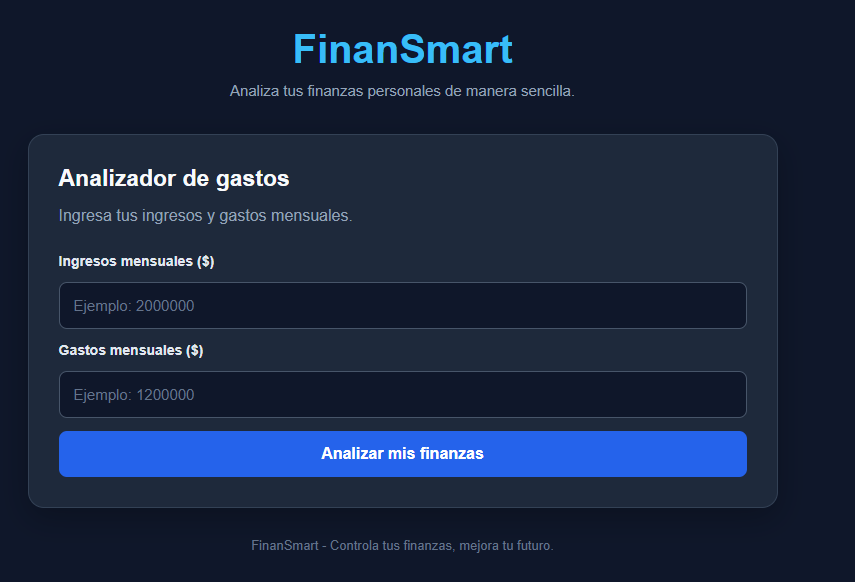 FinanSmart
Analiza tus finanzas personales de manera sencilla.
Analizador de gastos
Ingresa tus ingresos y gastos mensuales.
Ingresos mensuales ($)
Ejemplo: 2000000
Gastos mensuales ($)
Ejemplo: 1200000
Analizar mis finanzas
FinanSmart - Controla tus finanzas, mejora tu futuro.